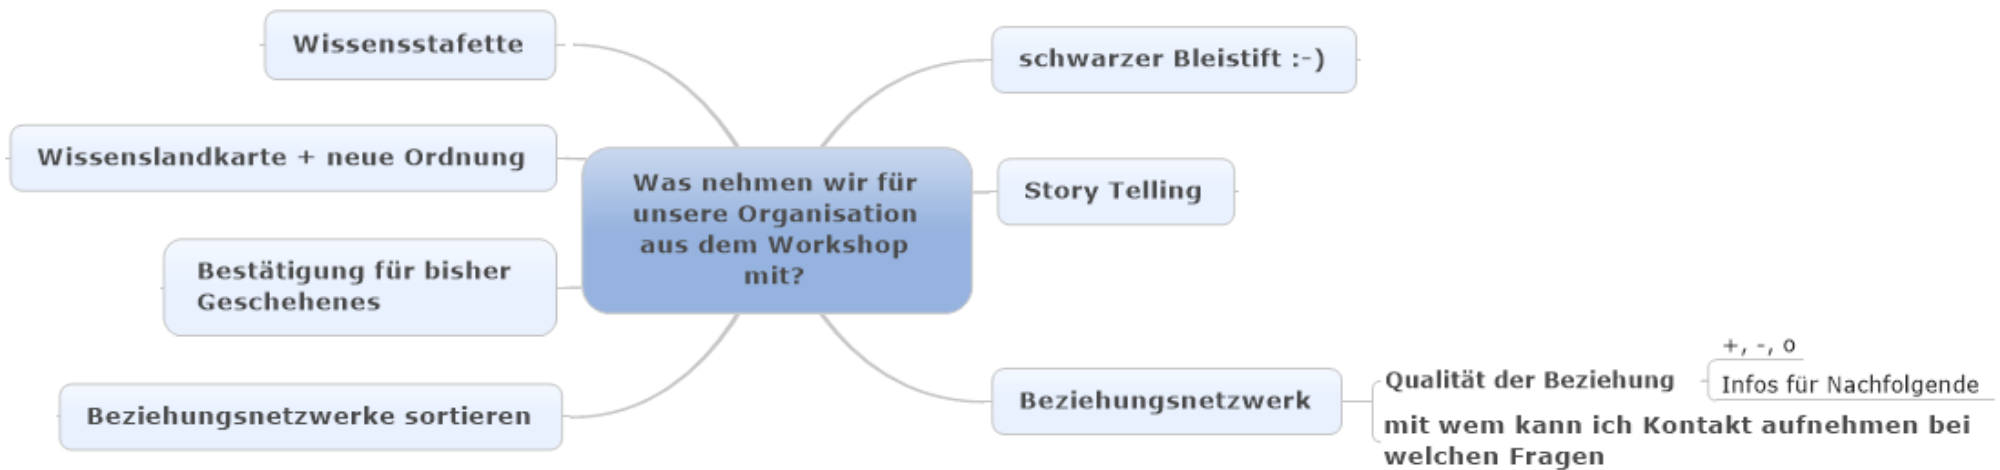 Wissensstafette
Wissenslandkarte + neue Ordnung
Bestätigung für bisher
Geschehenes
Beziehungsnetzwerke sortieren
Was nehmen wir für
unsere Organisation
aus dem Workshop
mit?
schwarzer Bleistift :-)
Story Telling
Beziehungsnetzwerk
Qualität der Beziehung
+, -, o
Infos für Nachfolgende
mit wem kann ich Kontakt aufnehmen bei
welchen Fragen